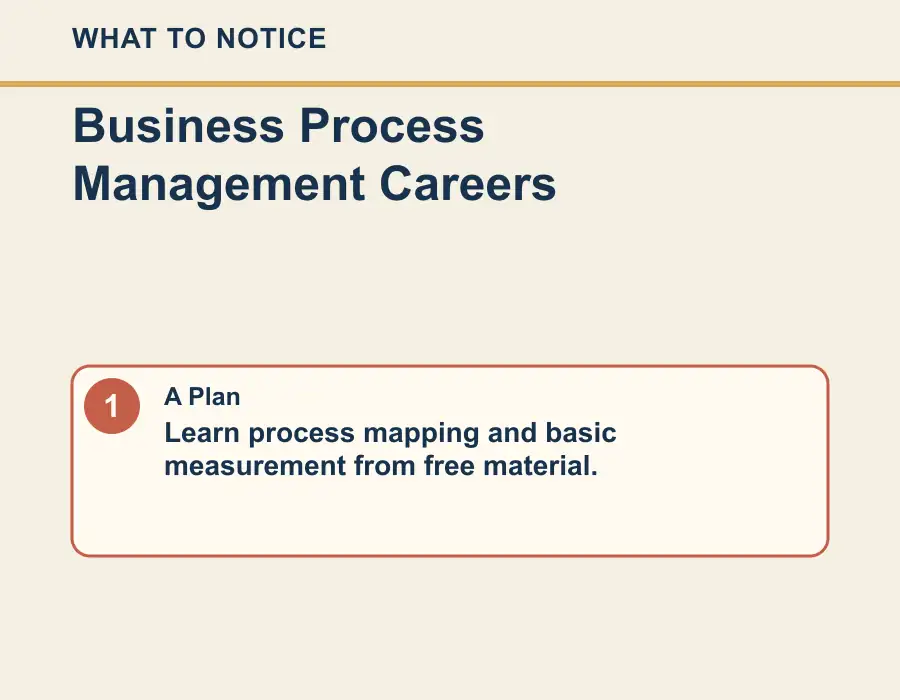 WHAT TO NOTICE
Business Process
Management Careers
1
A Plan
Learn process mapping and basic
measurement from free material.